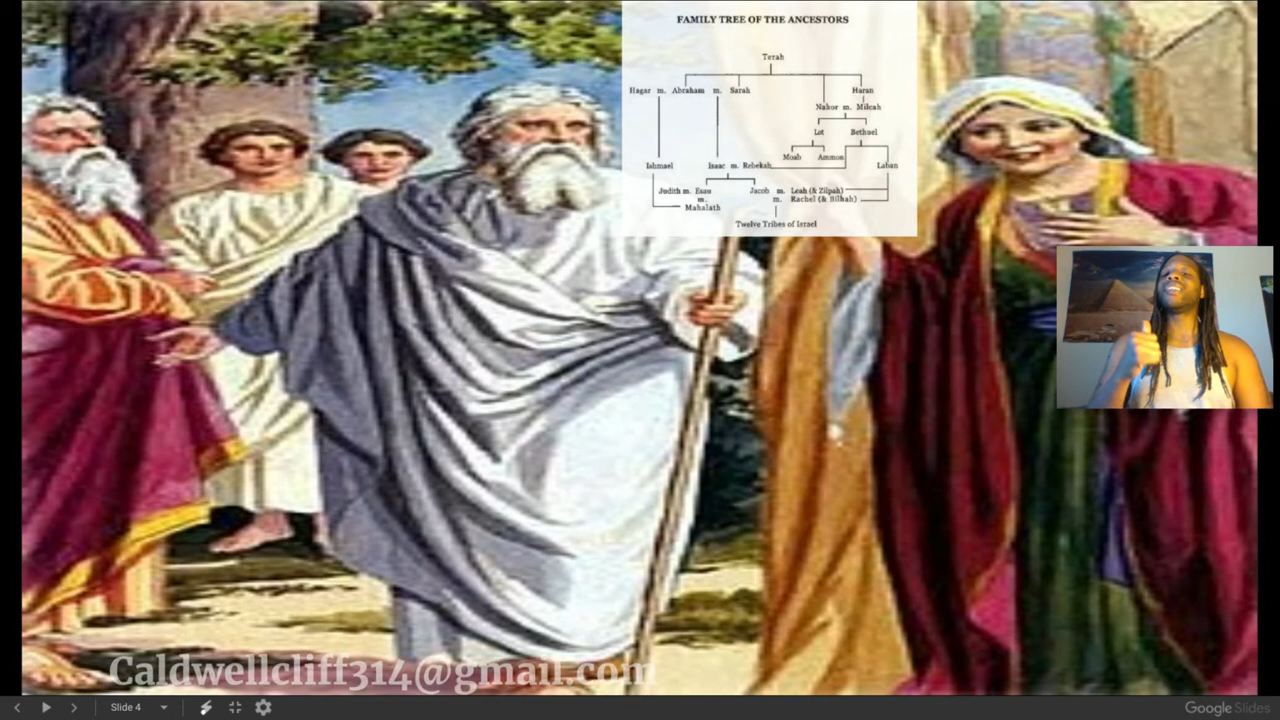 FAMILY TREE OF THE ANCESTORS
Terah
Hagar m. Abraham m. Sarah
Haran
Nahor m. Milcah
Lot
Bethuel
Moab
Ammon
Ishmael
Isaac m. Rebekah
Laban
Judith m. Esau
Jacob m. Leah (& Zilpah)
m.
m. Rachel (& Bilhah)
Mahalath
Twelve Tribes of Israel
Caldwellcliff314@gmail.com
Slide 4
Google Slides